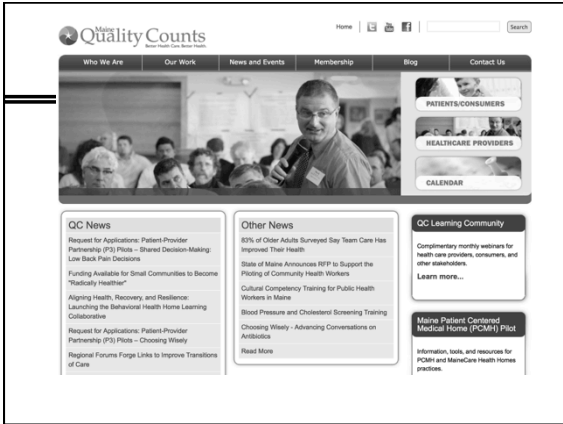 Home
Search
Maine
Quality Counts
Better Health Care. Better Health.
Who We Are
Our Work
News and Events
Membership
Blog
Contact Us
PATIENTS/CONSUMERS
HEALTHCARE PROVIDERS
CALENDAR
QC News
Request for Applications: Patient-Provider
Partnership (P3) Pilots – Shared Decision-Making:
Low Back Pain Decisions
Funding Available for Small Communities to Become
"Radically Healthier"
Aligning Health, Recovery, and Resilience:
Launching the Behavioral Health Home Learning
Collaborative
Request for Applications: Patient-Provider
Partnership (P3) Pilots – Choosing Wisely
Regional Forums Forge Links to Improve Transitions
of Care
Other News
83% of Older Adults Surveyed Say Team Care Has
Improved Their Health
State of Maine Announces RFP to Support the
Piloting of Community Health Workers
Cultural Competency Training for Public Health
Workers in Maine
Blood Pressure and Cholesterol Screening Training
Choosing Wisely - Advancing Conversations on
Antibiotics
Read More
QC Learning Community
Complimentary monthly webinars for
health care providers, consumers, and
other stakeholders.
Learn more...
Maine Patient Centered
Medical Home (PCMH) Pilot
Information, tools, and resources for
PCMH and MaineCare Health Homes
practices.